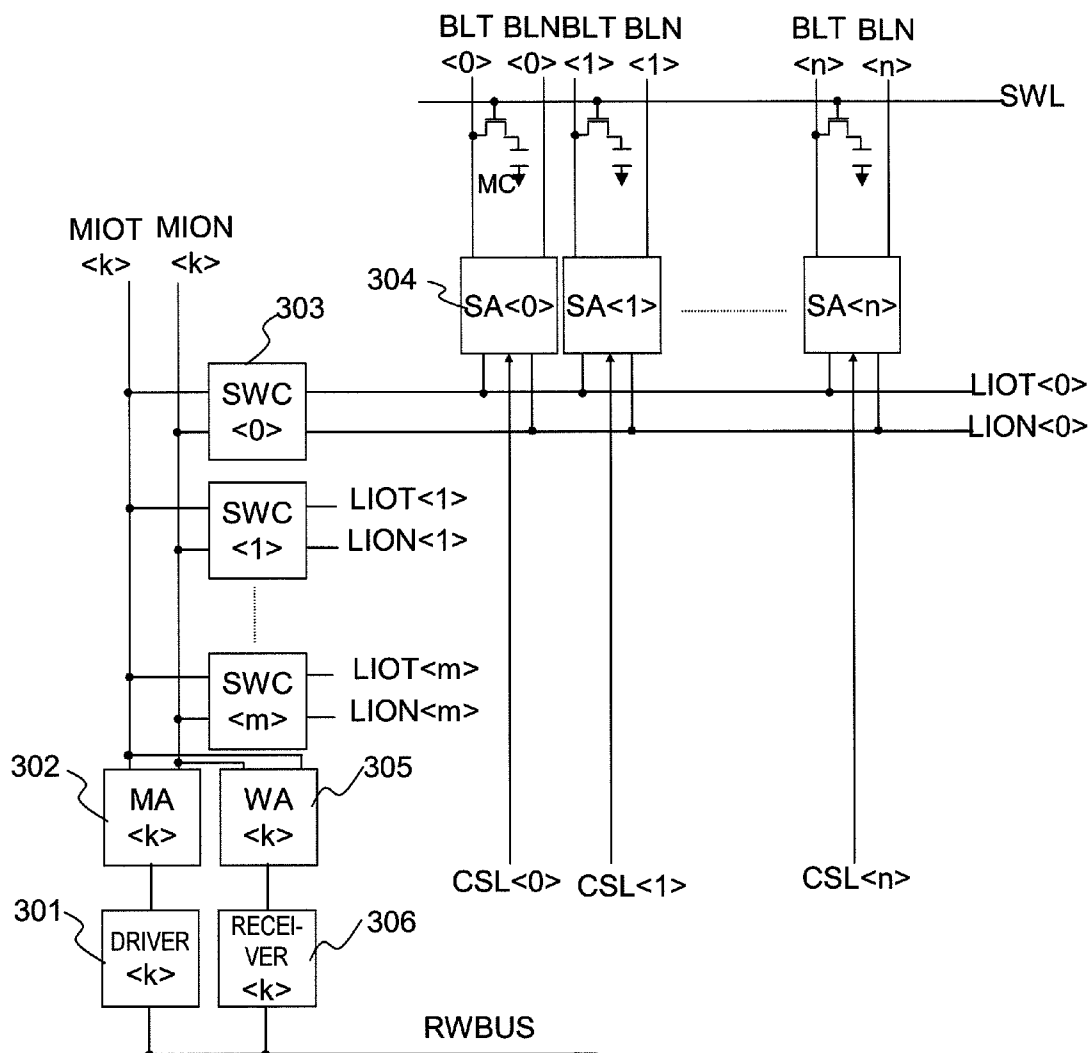 BLT BLN BLT BLN BLT BLN
<0> <0> <1> <1> <n> <n>
SWL
MC
MIOT MION
<k> <k>
304
SA<0> SA<1> SA<n>
303
SWC
<0>
LIOT<0>
LION<0>
SWC
<1>
LIOT<1>
LION<1>
SWC
<m>
LIOT<m>
LION<m>
302
MA
<k>
WA
<k>
305
CSL<0> CSL<1> CSL<n>
301
DRIVER
<k>
RECEI-
VER
<k>
306
RWBUS